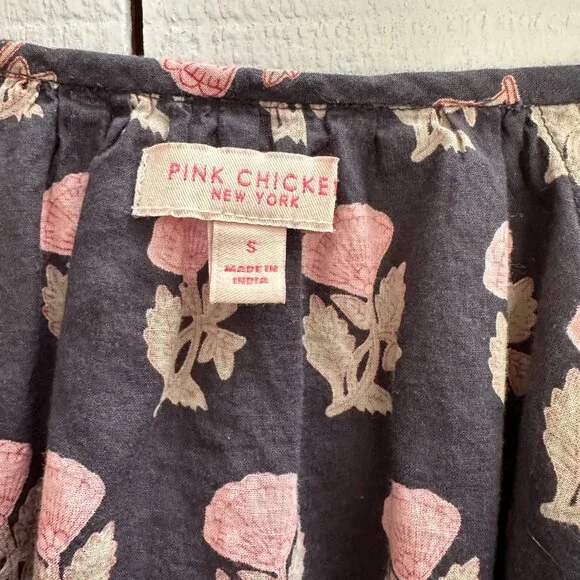 PINK CHICKE
NEW YORK
S
MADE IN
INDIA